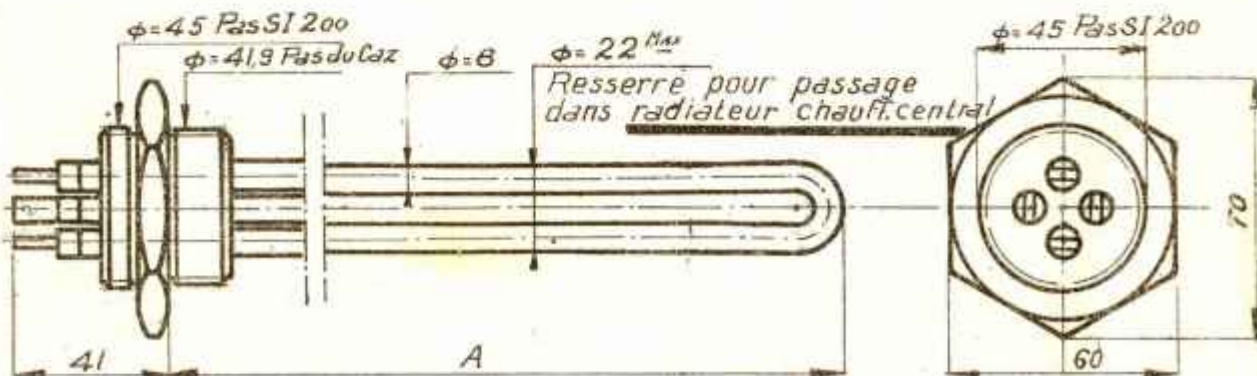 ϕ=45 Pas SI 200
ϕ=41,9 Pas du Gaz
ϕ=8
ϕ=22 Max
Resserré pour passage
dans radiateur chauff.central
ϕ=45 Pas SI 200
70
41
A
60